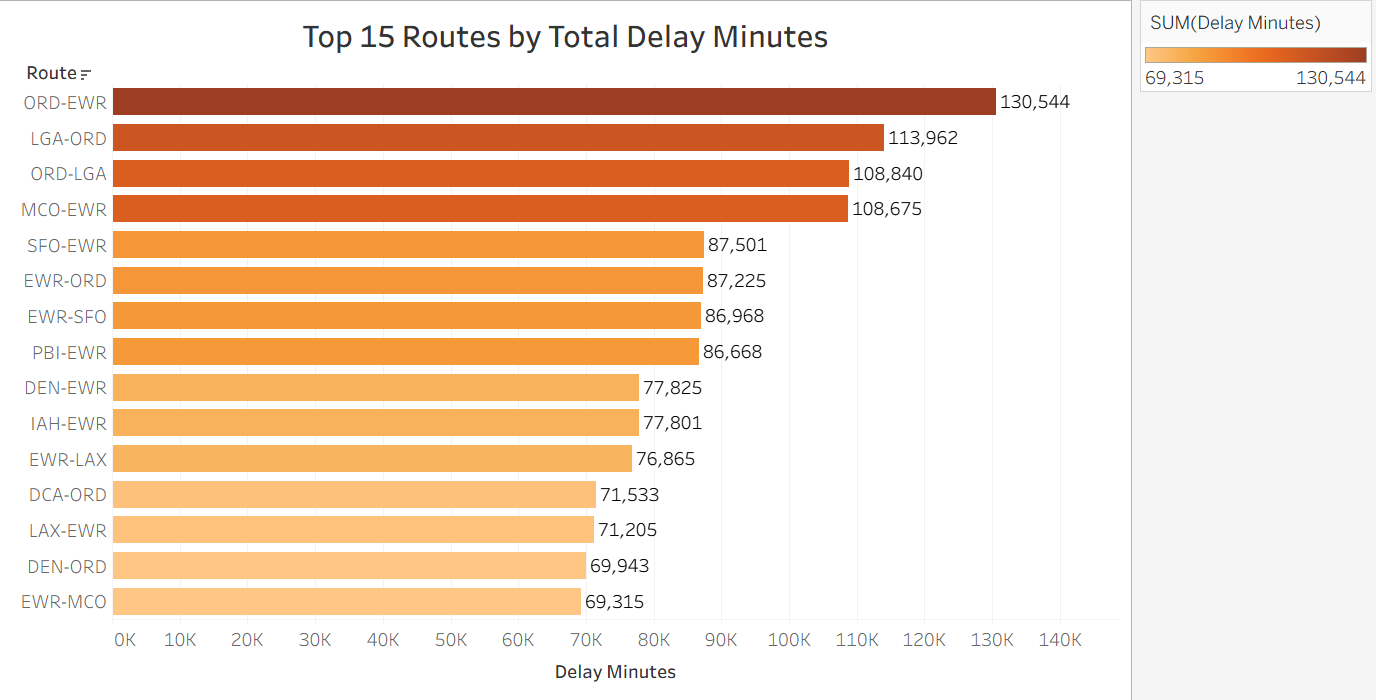 Top 15 Routes by Total Delay Minutes
SUM(Delay Minutes)
69,315 130,544
Route
ORD-EWR 130,544
LGA-ORD 113,962
ORD-LGA 108,840
MCO-EWR 108,675
SFO-EWR 87,501
EWR-ORD 87,225
EWR-SFO 86,968
PBI-EWR 86,668
DEN-EWR 77,825
IAH-EWR 77,801
EWR-LAX 76,865
DCA-ORD 71,533
LAX-EWR 71,205
DEN-ORD 69,943
EWR-MCO 69,315
0K 10K 20K 30K 40K 50K 60K 70K 80K 90K 100K 110K 120K 130K 140K
Delay Minutes